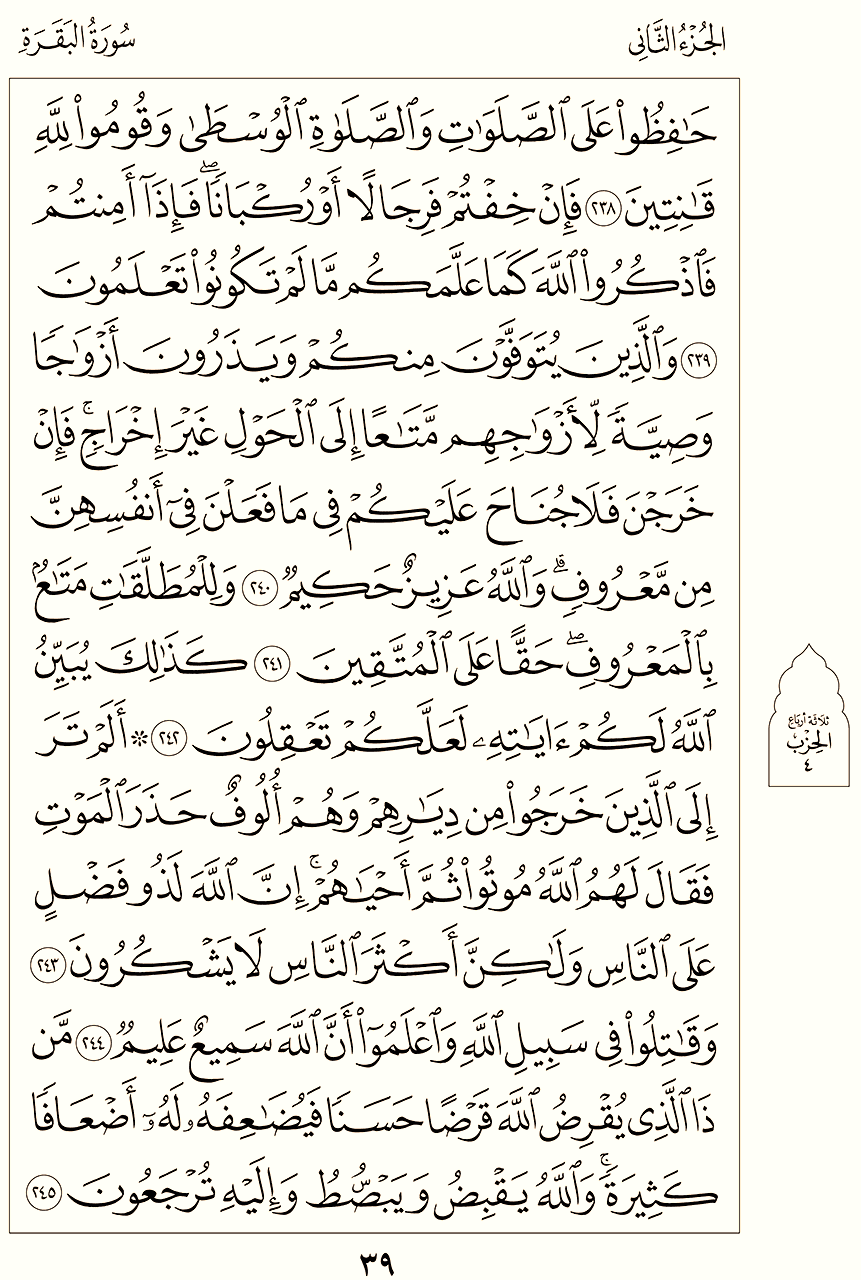 الجُزْءُ الثَّانِى
سُورَةُ البَقَرَةِ
حَـٰفِظُوا۟ عَلَى ٱلصَّلَوَٰتِ وَٱلصَّلَوٰةِ ٱلْوُسْطَىٰ وَقُومُوا۟ لِلَّهِ
قَـٰنِتِينَ ٢٣٨ فَإِنْ خِفْتُمْ فَرِجَالًا أَوْ رُكْبَانًا ۖ فَإِذَآ أَمِنتُمْ
فَٱذْكُرُوا۟ ٱللَّهَ كَمَا عَلَّمَكُم مَّا لَمْ تَكُونُوا۟ تَعْلَمُونَ
٢٣٩ وَٱلَّذِينَ يُتَوَفَّوْنَ مِنكُمْ وَيَذَرُونَ أَزْوَٰجًا
وَصِيَّةً لِّأَزْوَٰجِهِم مَّتَـٰعًا إِلَى ٱلْحَوْلِ غَيْرَ إِخْرَاجٍ ۚ فَإِنْ
خَرَجْنَ فَلَا جُنَاحَ عَلَيْكُمْ فِى مَا فَعَلْنَ فِىٓ أَنفُسِهِنَّ
مِن مَّعْرُوفٍ ۗ وَٱللَّهُ عَزِيزٌ حَكِيمٌ ٢٤٠ وَلِلْمُطَلَّقَـٰتِ مَتَـٰعٌۢ
بِٱلْمَعْرُوفِ ۖ حَقًّا عَلَى ٱلْمُتَّقِينَ ٢٤١ كَذَٰلِكَ يُبَيِّنُ
ٱللَّهُ لَكُمْ ءَايَـٰتِهِۦ لَعَلَّكُمْ تَعْقِلُونَ ٢٤٢ ۞ أَلَمْ تَرَ
إِلَى ٱلَّذِينَ خَرَجُوا۟ مِن دِيَـٰرِهِمْ وَهُمْ أُلُوفٌ حَذَرَ ٱلْمَوْتِ
فَقَالَ لَهُمُ ٱللَّهُ مُوتُوا۟ ثُمَّ أَحْيَـٰهُمْ ۚ إِنَّ ٱللَّهَ لَذُو فَضْلٍ
عَلَى ٱلنَّاسِ وَلَـٰكِنَّ أَكْثَرَ ٱلنَّاسِ لَا يَشْكُرُونَ ٢٤٣
وَقَـٰتِلُوا۟ فِى سَبِيلِ ٱللَّهِ وَٱعْلَمُوٓا۟ أَنَّ ٱللَّهَ سَمِيعٌ عَلِيمٌ ٢٤٤ مَّن
ذَا ٱلَّذِى يُقْرِضُ ٱللَّهَ قَرْضًا حَسَنًا فَيُضَـٰعِفَهُۥ لَهُۥٓ أَضْعَافًا
كَثِيرَةً ۚ وَٱللَّهُ يَقْبِضُ وَيَبْصُۜطُ وَإِلَيْهِ تُرْجَعُونَ ٢٤٥
ثلاثة أرباع
الحِزْب
٤
٣٩